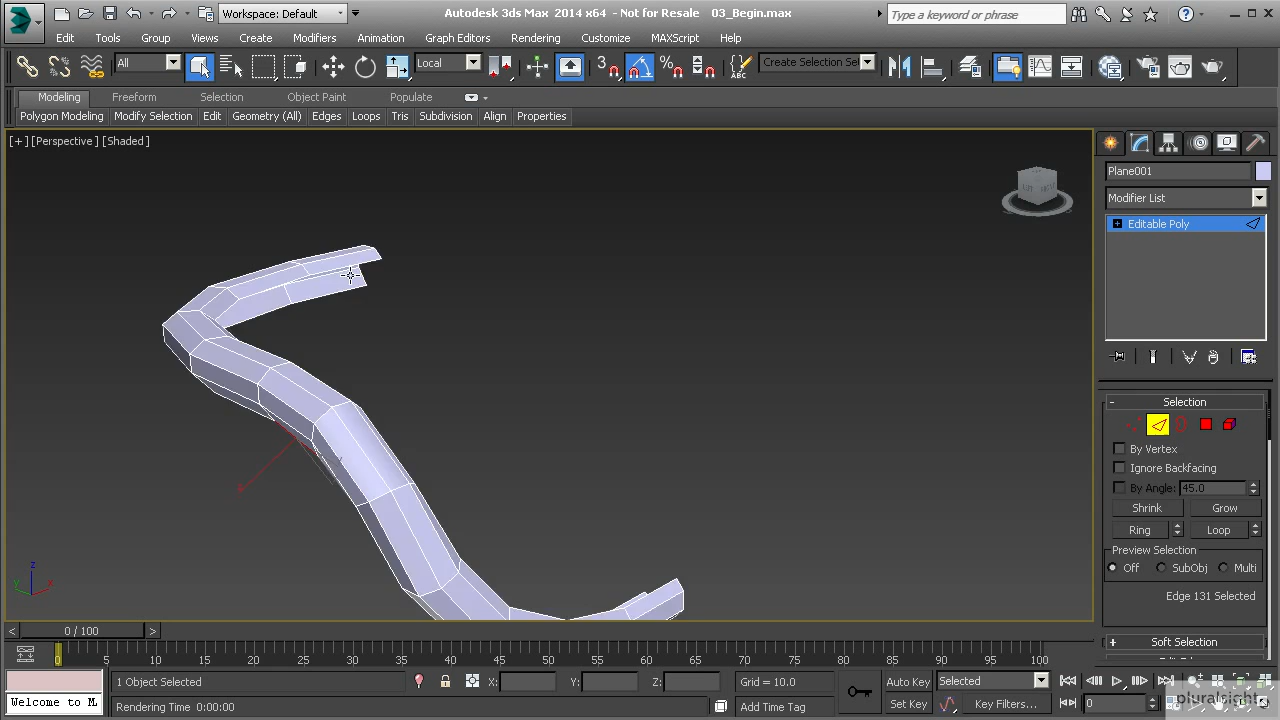 Workspace: Default
Autodesk 3ds Max 2014 x64 - Not for Resale 03_Begin.max
Type a keyword or phrase
Edit Tools Group Views Create Modifiers Animation Graph Editors Rendering Customize MAXScript Help
All
Local
3
%
Create Selection Se
Modeling Freeform Selection Object Paint Populate
Polygon Modeling Modify Selection Edit Geometry (All) Edges Loops Tris Subdivision Align Properties
[+] [Perspective ] [Shaded ]
Plane001
Modifier List
Editable Poly
Selection
By Vertex
Ignore Backfacing
By Angle: 45.0
Shrink Grow
Ring Loop
Preview Selection
Off SubObj Multi
Edge 131 Selected
Soft Selection
z
y
x
0 / 100
0 5 10 15 20 25 30 35 40 45 50 55 60 65 70 75 80 85 90 95 100
1 Object Selected
X: Y: Z:
Grid = 10.0
Auto Key
Selected
Welcome to M
Rendering Time 0:00:00
Add Time Tag
Set Key
Key Filters...
0
pluralsight